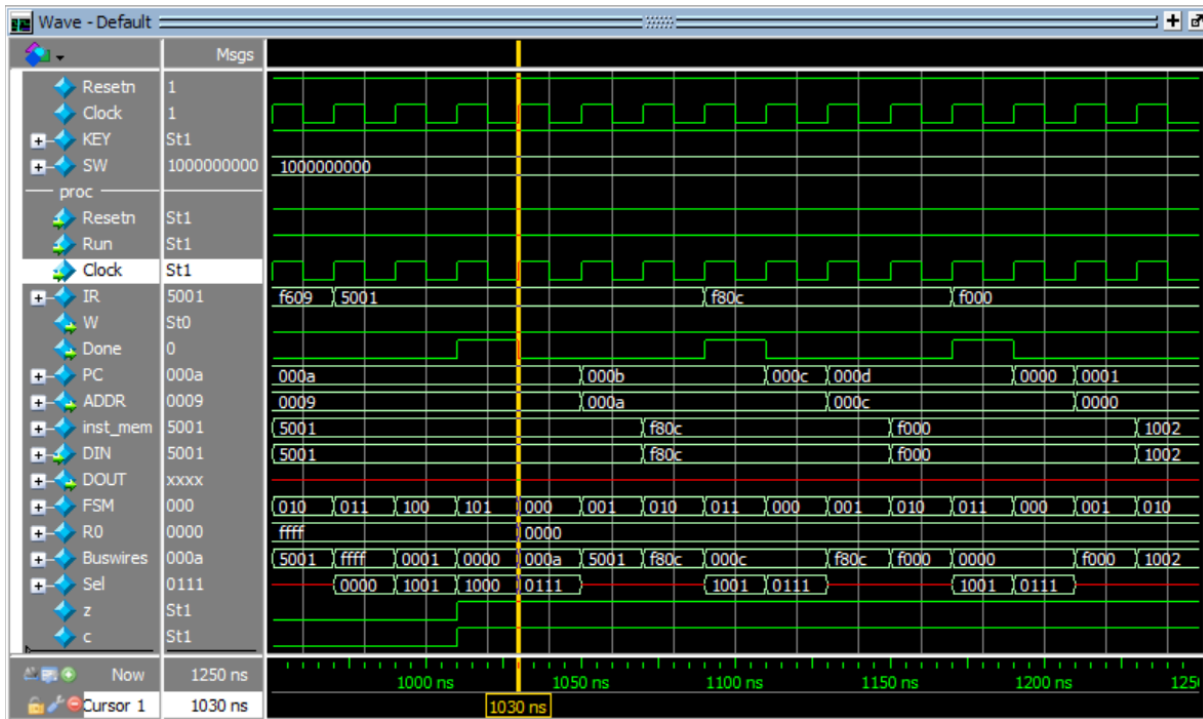 Wave - Default
Msgs
Resetn 1
Clock 1
KEY St1
SW 1000000000 1000000000
proc
Resetn St1
Run St1
Clock St1
IR 5001 f609 5001 f80c f000
W St0
Done 0
PC 000a 000a 000b 000c 000d 0000 0001
ADDR 0009 0009 000a 000c 0000
inst_mem 5001 5001 f80c f000 1002
DIN 5001 5001 f80c f000 1002
DOUT xxxx
FSM 000 010 011 100 101 000 001 010 011 000 001 010 011 000 001 010
R0 0000 ffff 0000
Buswires 000a 5001 ffff 0001 0000 000a 5001 f80c 000c f80c f000 0000 f000 1002
Sel 0111 0000 1001 1000 0111 1001 0111 1001 0111
z St1
c St1
Now 1250 ns 1000 ns 1050 ns 1100 ns 1150 ns 1200 ns 125
Cursor 1 1030 ns 1030 ns